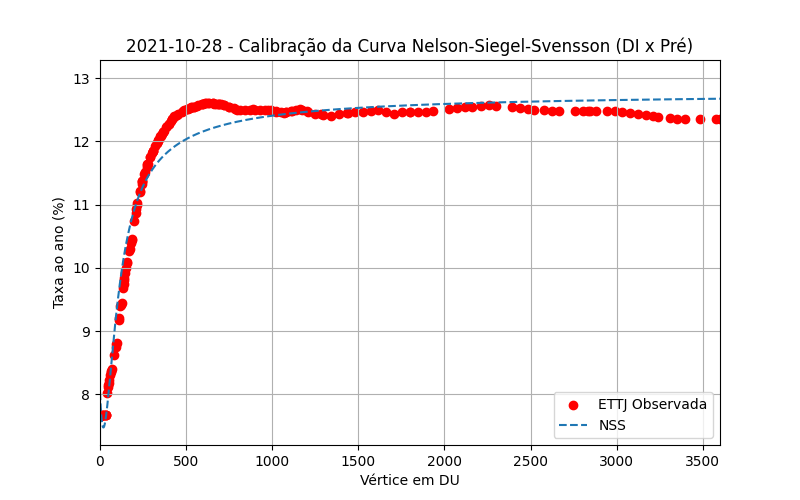 2021-10-28 - Calibração da Curva Nelson-Siegel-Svensson (DI x Pré)
Taxa ao ano (%)
13
12
11
10
9
8
0 500 1000 1500 2000 2500 3000 3500
Vértice em DU
ETTJ Observada
NSS